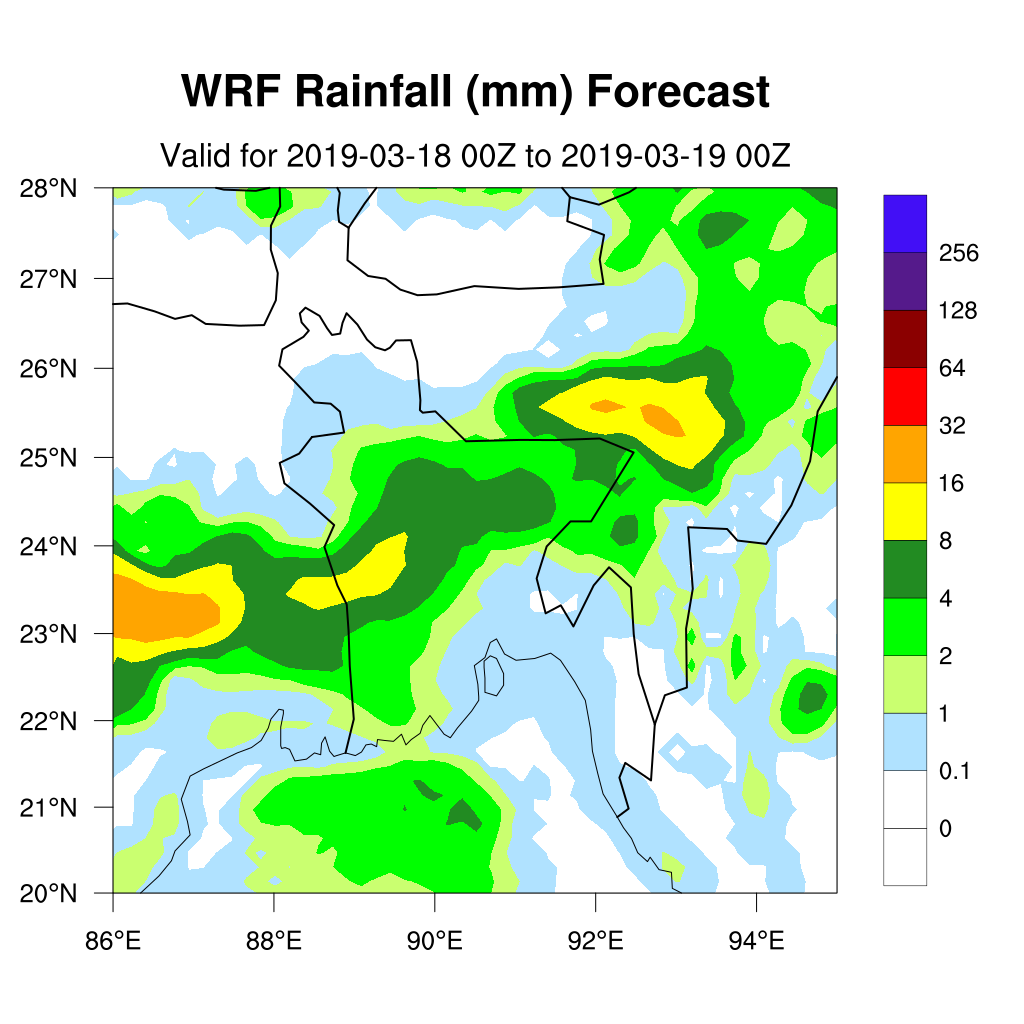 WRF Rainfall (mm) Forecast
Valid for 2019-03-18 00Z to 2019-03-19 00Z
28°N
27°N
26°N
25°N
24°N
23°N
22°N
21°N
20°N
86°E 88°E 90°E 92°E 94°E
256
128
64
32
16
8
4
2
1
0.1
0